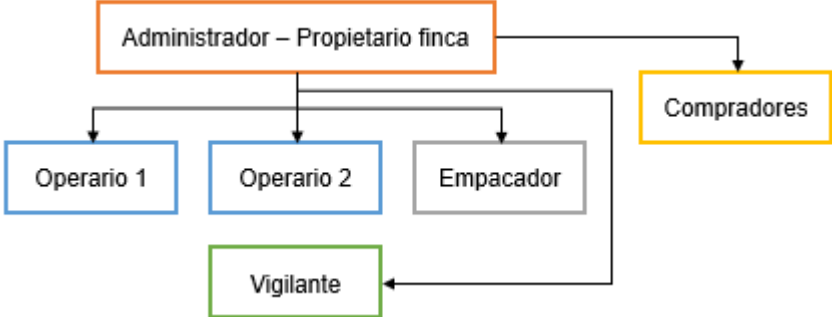 Administrador – Propietario finca
Compradores
Operario 1
Operario 2
Empacador
Vigilante